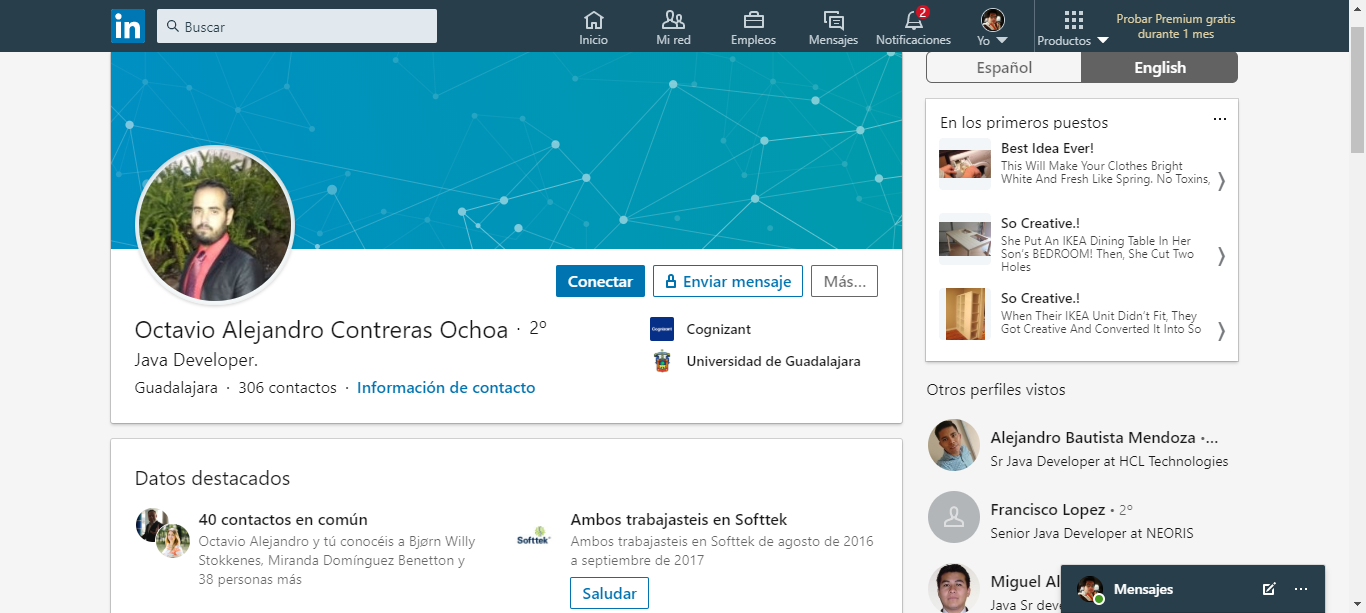 in
Buscar
Inicio
Mi red
Empleos
Mensajes
2
Notificaciones
Yo
Productos
Probar Premium gratis
durante 1 mes
Español
English
En los primeros puestos
Best Idea Ever!
This Will Make Your Clothes Bright
White And Fresh Like Spring. No Toxins,
So Creative.!
She Put An IKEA Dining Table In Her
Son's BEDROOM! Then, She Cut Two
Holes
So Creative.!
When Their IKEA Unit Didn't Fit, They
Got Creative And Converted It Into So
Conectar
Enviar mensaje
Más...
Octavio Alejandro Contreras Ochoa · 2º
Java Developer.
Guadalajara · 306 contactos · Información de contacto
Cognizant
Cognizant
Universidad de Guadalajara
Datos destacados
40 contactos en común
Octavio Alejandro y tú conocéis a Bjørn Willy
Stokkenes, Miranda Domínguez Benetton y
38 personas más
Softtek
Ambos trabajasteis en Softtek
Ambos trabajasteis en Softtek de agosto de 2016
a septiembre de 2017
Saludar
Otros perfiles vistos
Alejandro Bautista Mendoza •...
Sr Java Developer at HCL Technologies
Francisco Lopez • 2º
Senior Java Developer at NEORIS
Miguel Al
Java Sr deve
Mensajes